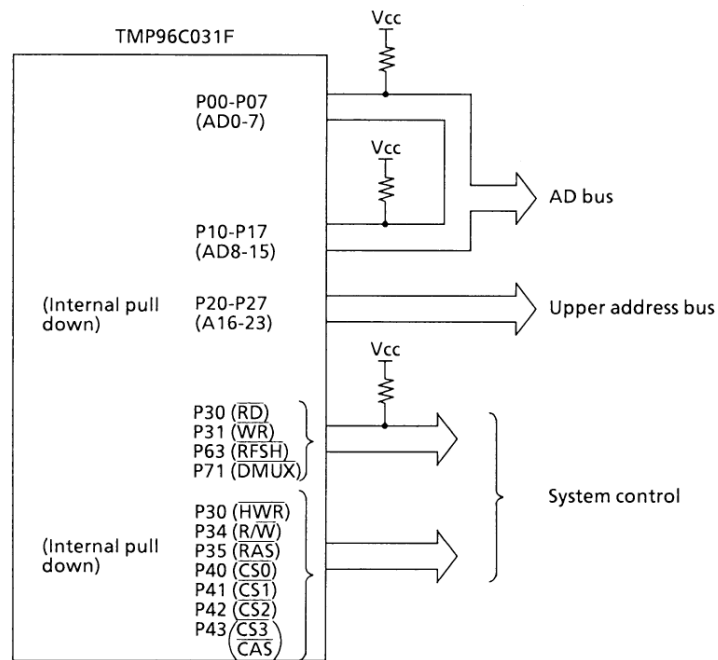 TMP96C031F
Vcc
P00-P07
(AD0-7)
Vcc
AD bus
P10-P17
(AD8-15)
(Internal pull
down)
P20-P27
(A16-23)
Upper address bus
Vcc
P30 (RD)
P31 (WR)
P63 (RFSH)
P71 (DMUX)
System control
(Internal pull
down)
P30 (HWR)
P34 (R/W)
P35 (RAS)
P40 (CS0)
P41 (CS1)
P42 (CS2)
P43 (CS3
CAS)